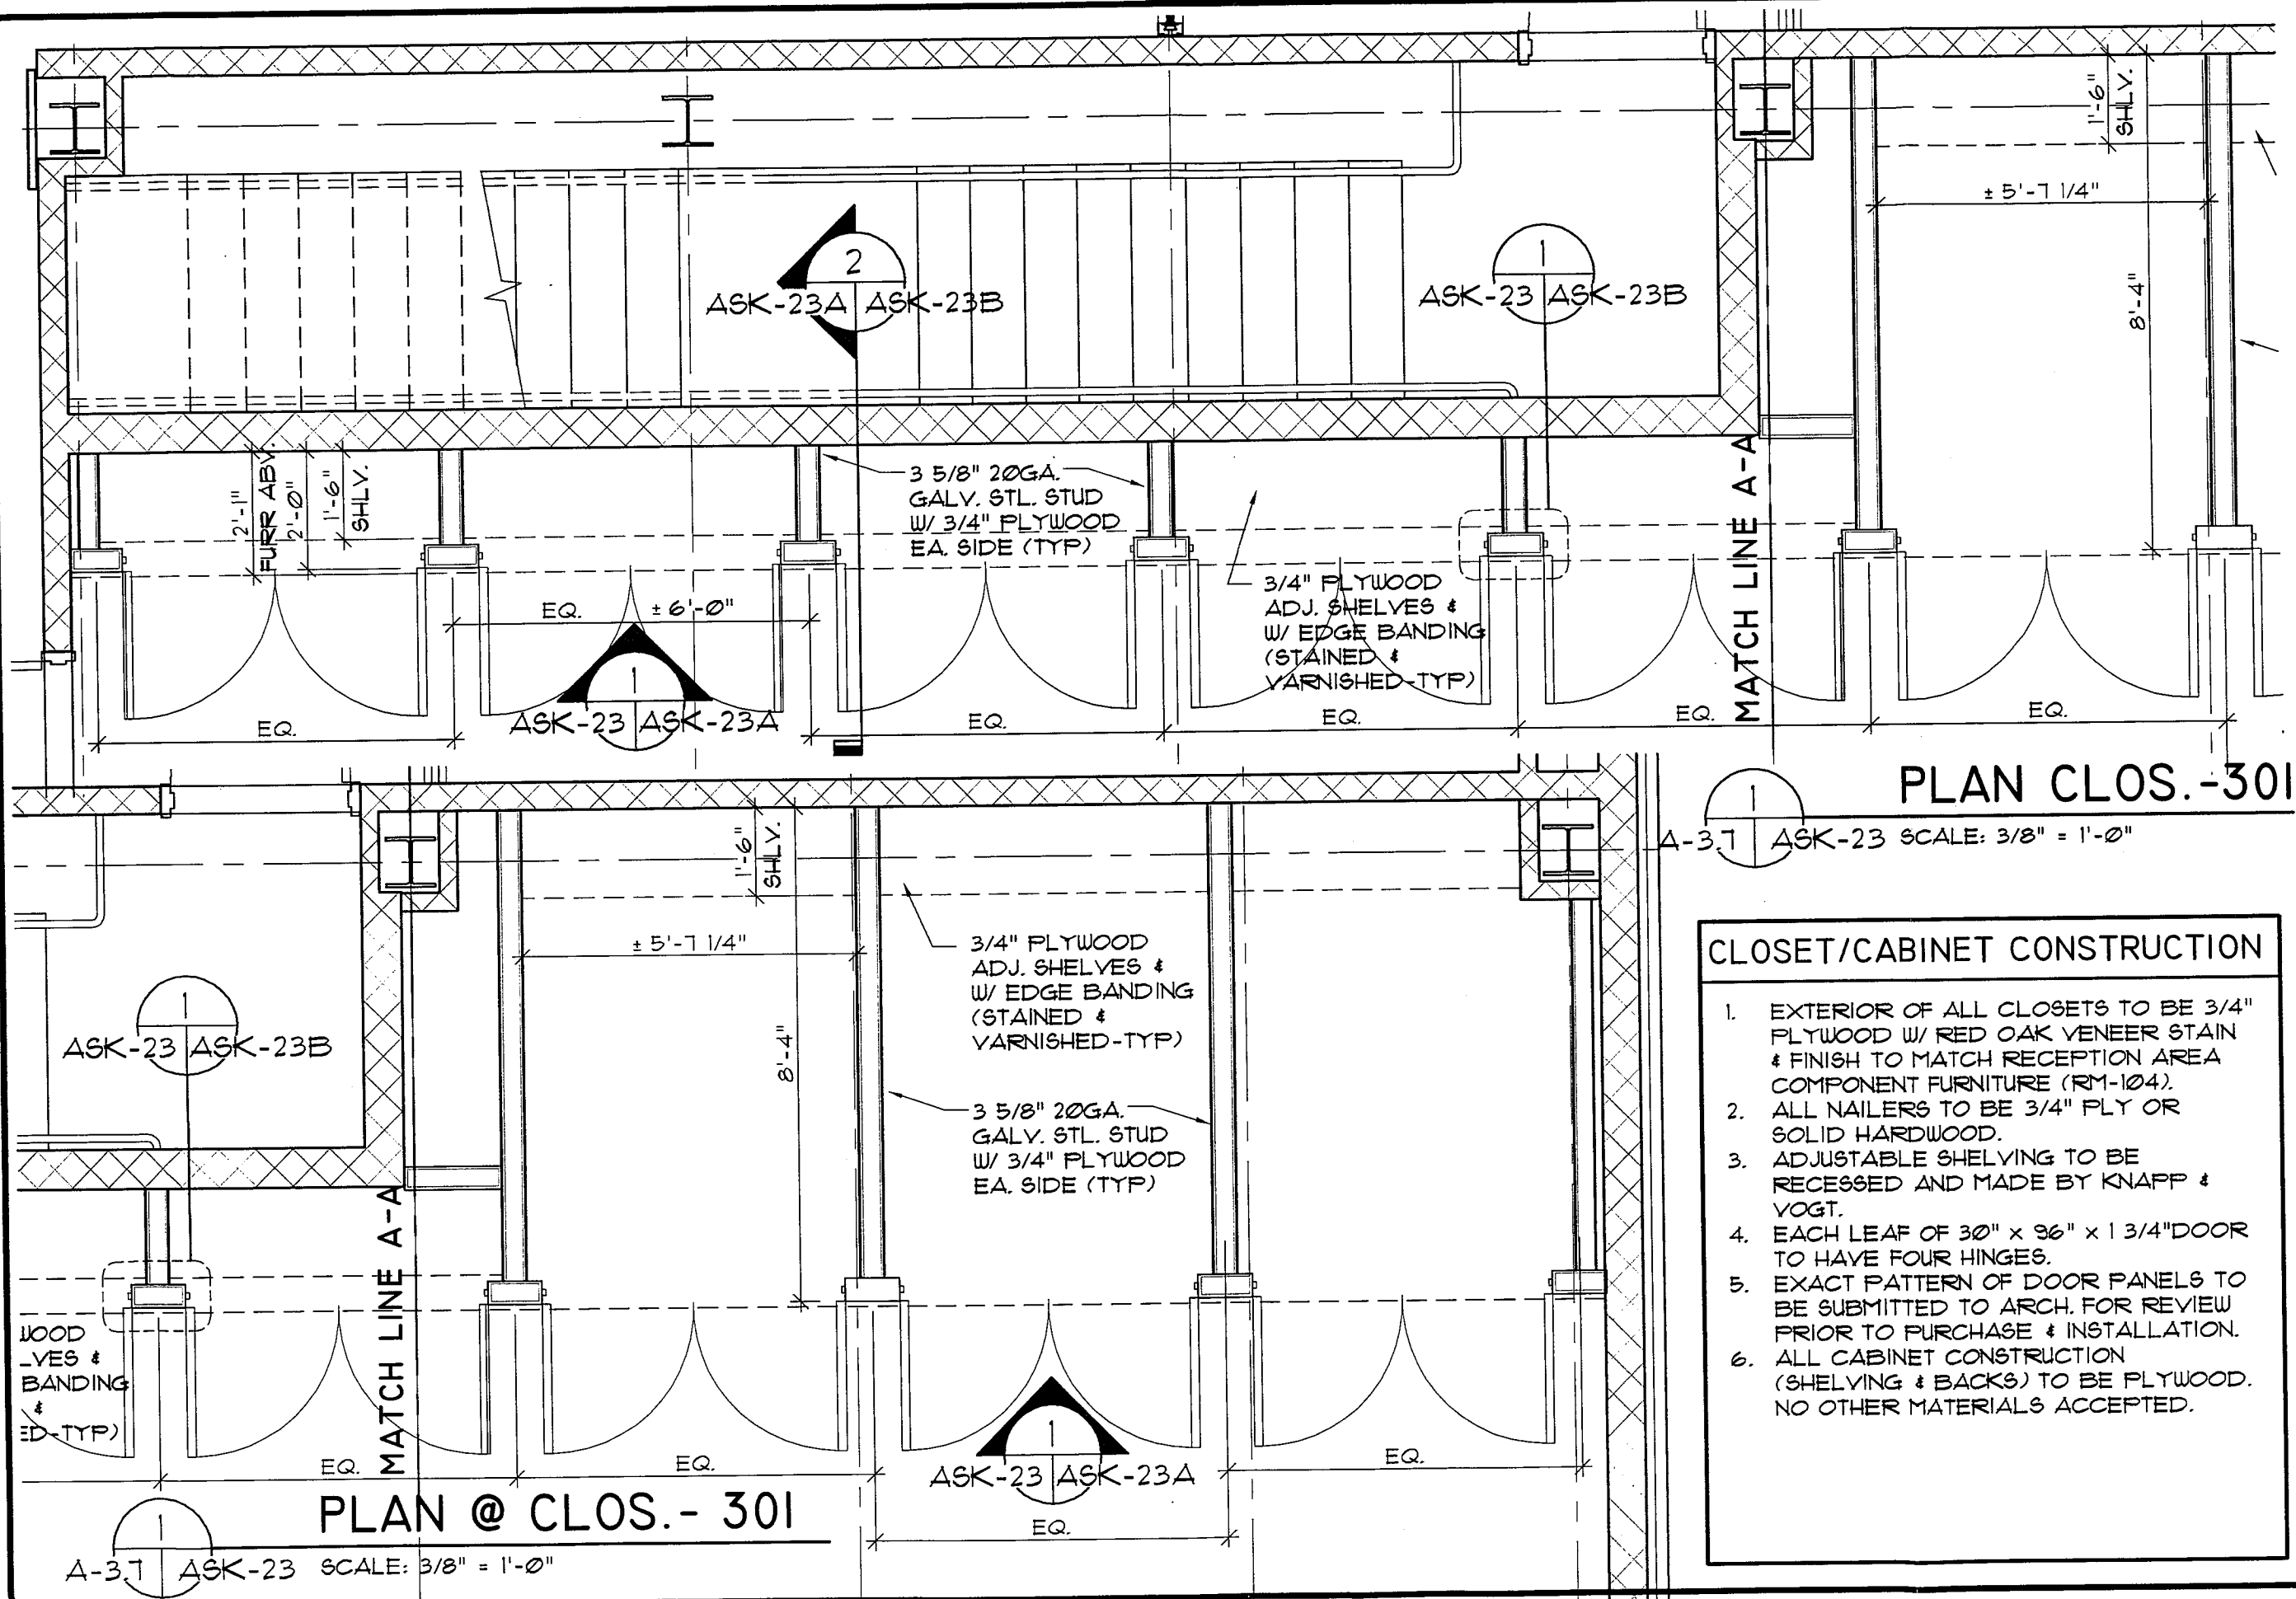 1'-6"
SHLV.
± 5'-7 1/4"
8'-4"
2
ASK-23A ASK-23B
1
ASK-23 ASK-23B
2'-1"
FURR ABV.
2'-0"
1'-6"
SHLV.
3 5/8" 20GA.
GALV. STL. STUD
W/ 3/4" PLYWOOD
EA. SIDE (TYP)
3/4" PLYWOOD
ADJ. SHELVES &
W/ EDGE BANDING
(STAINED &
VARNISHED-TYP)
EQ. ± 6'-0"
1
ASK-23 ASK-23A
MATCH LINE A-A
EQ.
EQ.
EQ.
EQ.
EQ.
PLAN CLOS.-301
1
A-3.7 ASK-23 SCALE: 3/8" = 1'-0"
1'-6"
SHLV.
± 5'-7 1/4"
8'-4"
3/4" PLYWOOD
ADJ. SHELVES &
W/ EDGE BANDING
(STAINED &
VARNISHED-TYP)
1
ASK-23 ASK-23B
3 5/8" 20GA.
GALV. STL. STUD
W/ 3/4" PLYWOOD
EA. SIDE (TYP)
MATCH LINE A-A
WOOD
LVES &
BANDING
&
ED-TYP)
1
ASK-23 ASK-23A
EQ.
EQ.
EQ.
EQ.
PLAN @ CLOS.- 301
1
A-3.7 ASK-23 SCALE: 3/8" = 1'-0"
CLOSET/CABINET CONSTRUCTION
1. EXTERIOR OF ALL CLOSETS TO BE 3/4"
PLYWOOD W/ RED OAK VENEER STAIN
& FINISH TO MATCH RECEPTION AREA
COMPONENT FURNITURE (RM-104).
2. ALL NAILERS TO BE 3/4" PLY OR
SOLID HARDWOOD.
3. ADJUSTABLE SHELVING TO BE
RECESSED AND MADE BY KNAPP &
VOGT.
4. EACH LEAF OF 30" x 96" x 1 3/4"DOOR
TO HAVE FOUR HINGES.
5. EXACT PATTERN OF DOOR PANELS TO
BE SUBMITTED TO ARCH. FOR REVIEW
PRIOR TO PURCHASE & INSTALLATION.
6. ALL CABINET CONSTRUCTION
(SHELVING & BACKS) TO BE PLYWOOD.
NO OTHER MATERIALS ACCEPTED.